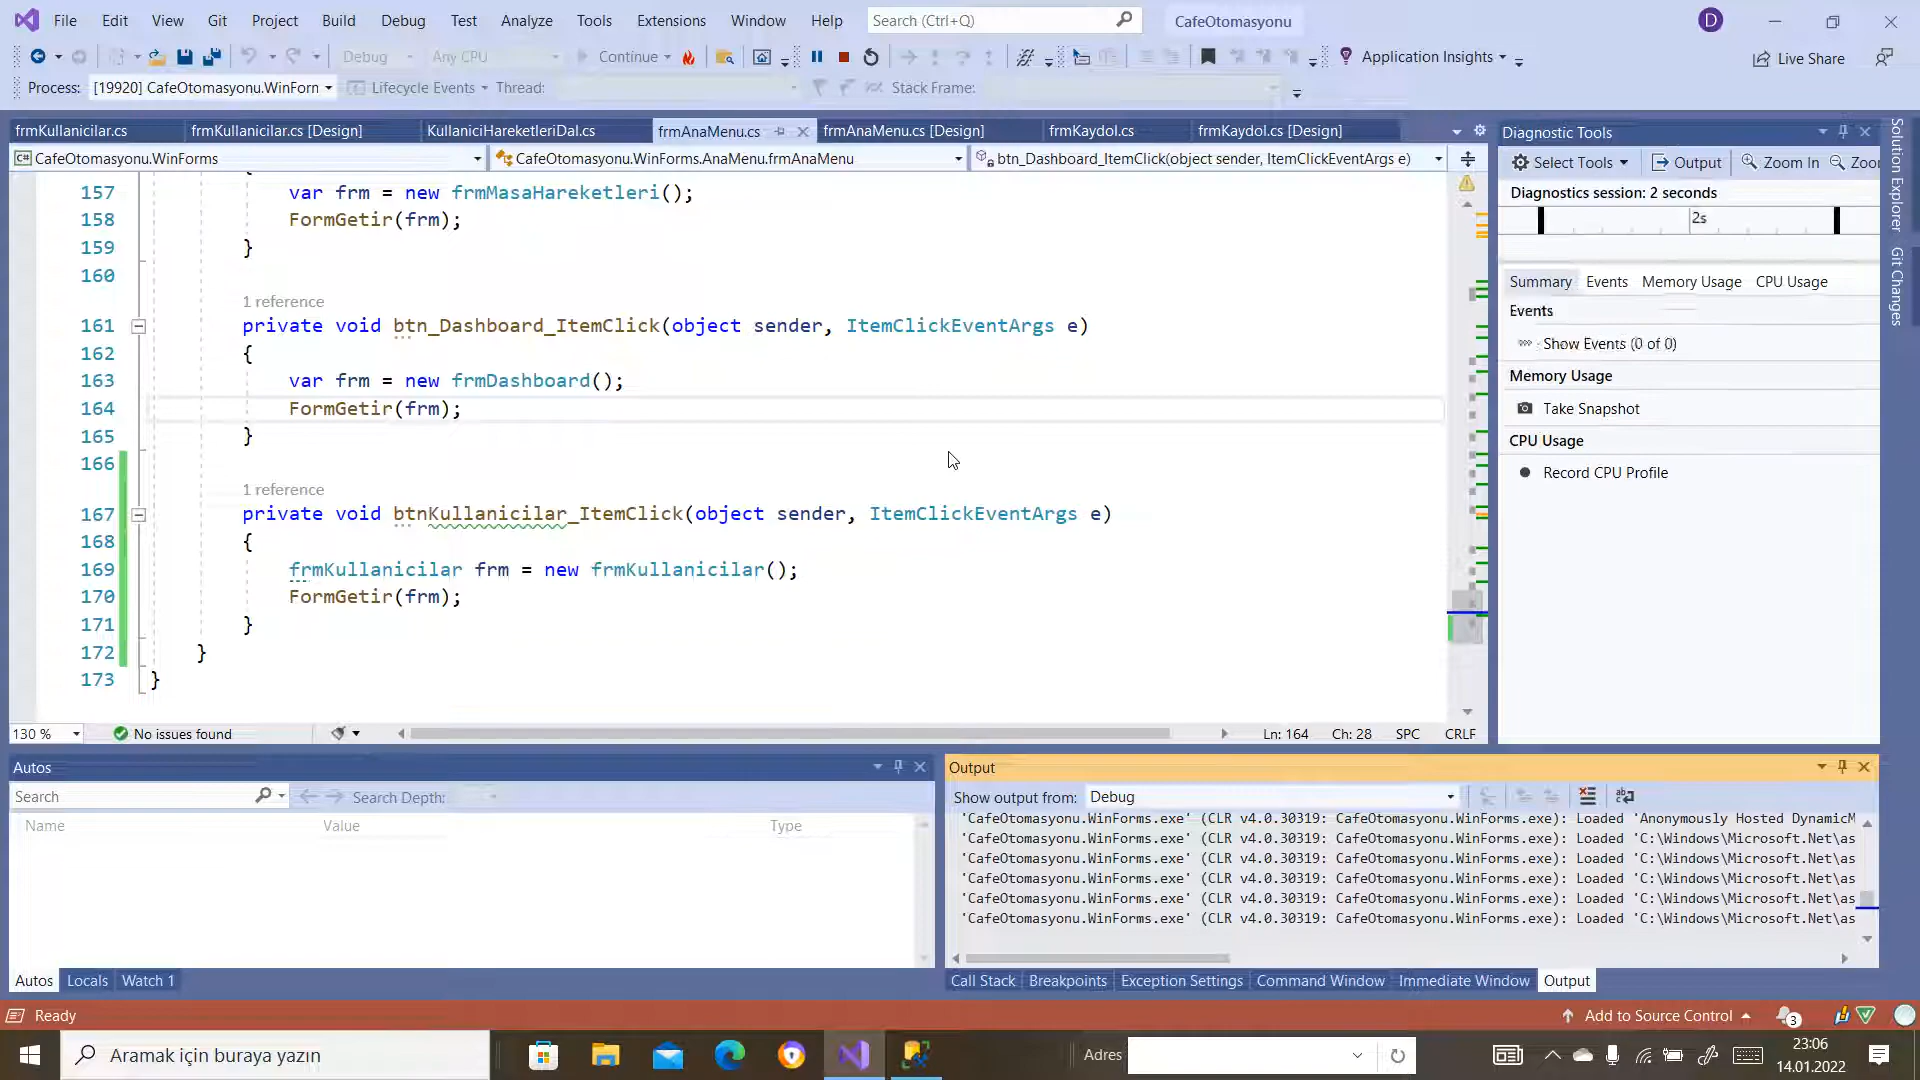 File Edit View Git Project Build Debug Test Analyze Tools Extensions Window Help Search (Ctrl+Q) CafeOtomasyonu D
Debug Any CPU Continue Application Insights Live Share
Process: [19920] CafeOtomasyonu.WinForm Lifecycle Events Thread: Stack Frame:
frmKullanicilar.cs frmKullanicilar.cs [Design] KullaniciHareketleriDal.cs frmAnaMenu.cs frmAnaMenu.cs [Design] frmKaydol.cs frmKaydol.cs [Design]
CafeOtomasyonu.WinForms CafeOtomasyonu.WinForms.AnaMenu.frmAnaMenu btn_Dashboard_ItemClick(object sender, ItemClickEventArgs e)
{
157 var frm = new frmMasaHareketleri();
158 FormGetir(frm);
159 }
160
1 reference
161 private void btn_Dashboard_ItemClick(object sender, ItemClickEventArgs e)
162 {
163 var frm = new frmDashboard();
164 FormGetir(frm);
165 }
166
1 reference
167 private void btnKullanicilar_ItemClick(object sender, ItemClickEventArgs e)
168 {
169 frmKullanicilar frm = new frmKullanicilar();
170 FormGetir(frm);
171 }
172 }
173 }
130 % No issues found Ln: 164 Ch: 28 SPC CRLF
Diagnostic Tools
Select Tools Output Zoom In Zoo
Diagnostics session: 2 seconds
2s
Summary Events Memory Usage CPU Usage
Events
Show Events (0 of 0)
Memory Usage
Take Snapshot
CPU Usage
Record CPU Profile
Solution Explorer
Git Changes
Autos
Search Search Depth:
Name Value Type
Autos Locals Watch 1
Output
Show output from: Debug
'CafeOtomasyonu.WinForms.exe' (CLR v4.0.30319: CafeOtomasyonu.WinForms.exe): Loaded 'Anonymously Hosted DynamicM
'CafeOtomasyonu.WinForms.exe' (CLR v4.0.30319: CafeOtomasyonu.WinForms.exe): Loaded 'C:\Windows\Microsoft.Net\as
'CafeOtomasyonu.WinForms.exe' (CLR v4.0.30319: CafeOtomasyonu.WinForms.exe): Loaded 'C:\Windows\Microsoft.Net\as
'CafeOtomasyonu.WinForms.exe' (CLR v4.0.30319: CafeOtomasyonu.WinForms.exe): Loaded 'C:\Windows\Microsoft.Net\as
'CafeOtomasyonu.WinForms.exe' (CLR v4.0.30319: CafeOtomasyonu.WinForms.exe): Loaded 'C:\Windows\Microsoft.Net\as
'CafeOtomasyonu.WinForms.exe' (CLR v4.0.30319: CafeOtomasyonu.WinForms.exe): Loaded 'C:\Windows\Microsoft.Net\as
Call Stack Breakpoints Exception Settings Command Window Immediate Window Output
Ready Add to Source Control 3
Aramak için buraya yazın Adres 23:06
14.01.2022